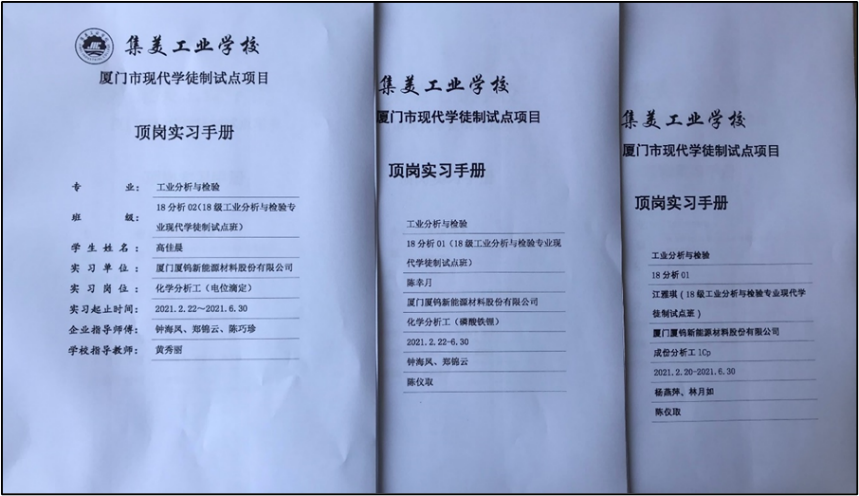 集美工业学校
厦门市现代学徒制试点项目
顶岗实习手册
专 业： 工业分析与检验
班 级： 18分析02（18级工业分析与检验专
业现代学徒制试点班）
学生姓名： 高佳晨
实习单位： 厦门厦钨新能源材料股份有限公司
实习岗位： 化学分析工（电位滴定）
实习起止时间： 2021.2.22～2021.6.30
企业指导师傅： 钟海风、郑锦云、陈巧珍
学校指导教师： 黄秀丽
集美工业学校
厦门市现代学徒制试点项目
顶岗实习手册
工业分析与检验
18分析01（18级工业分析与检验专业现
代学徒制试点班）
陈幸月
厦门厦钨新能源材料股份有限公司
化学分析工（磷酸铁锂）
2021.2.22-6.30
钟海风、郑锦云
陈仪取
集美工业学校
厦门市现代学徒制试点项目
顶岗实习手册
工业分析与检验
18分析01
江雅琪（18级工业分析与检验专业现代学
徒制试点班）
厦门厦钨新能源材料股份有限公司
成份分析工ICp
2021.2.20-2021.6.30
杨燕萍、林月如
陈仪取